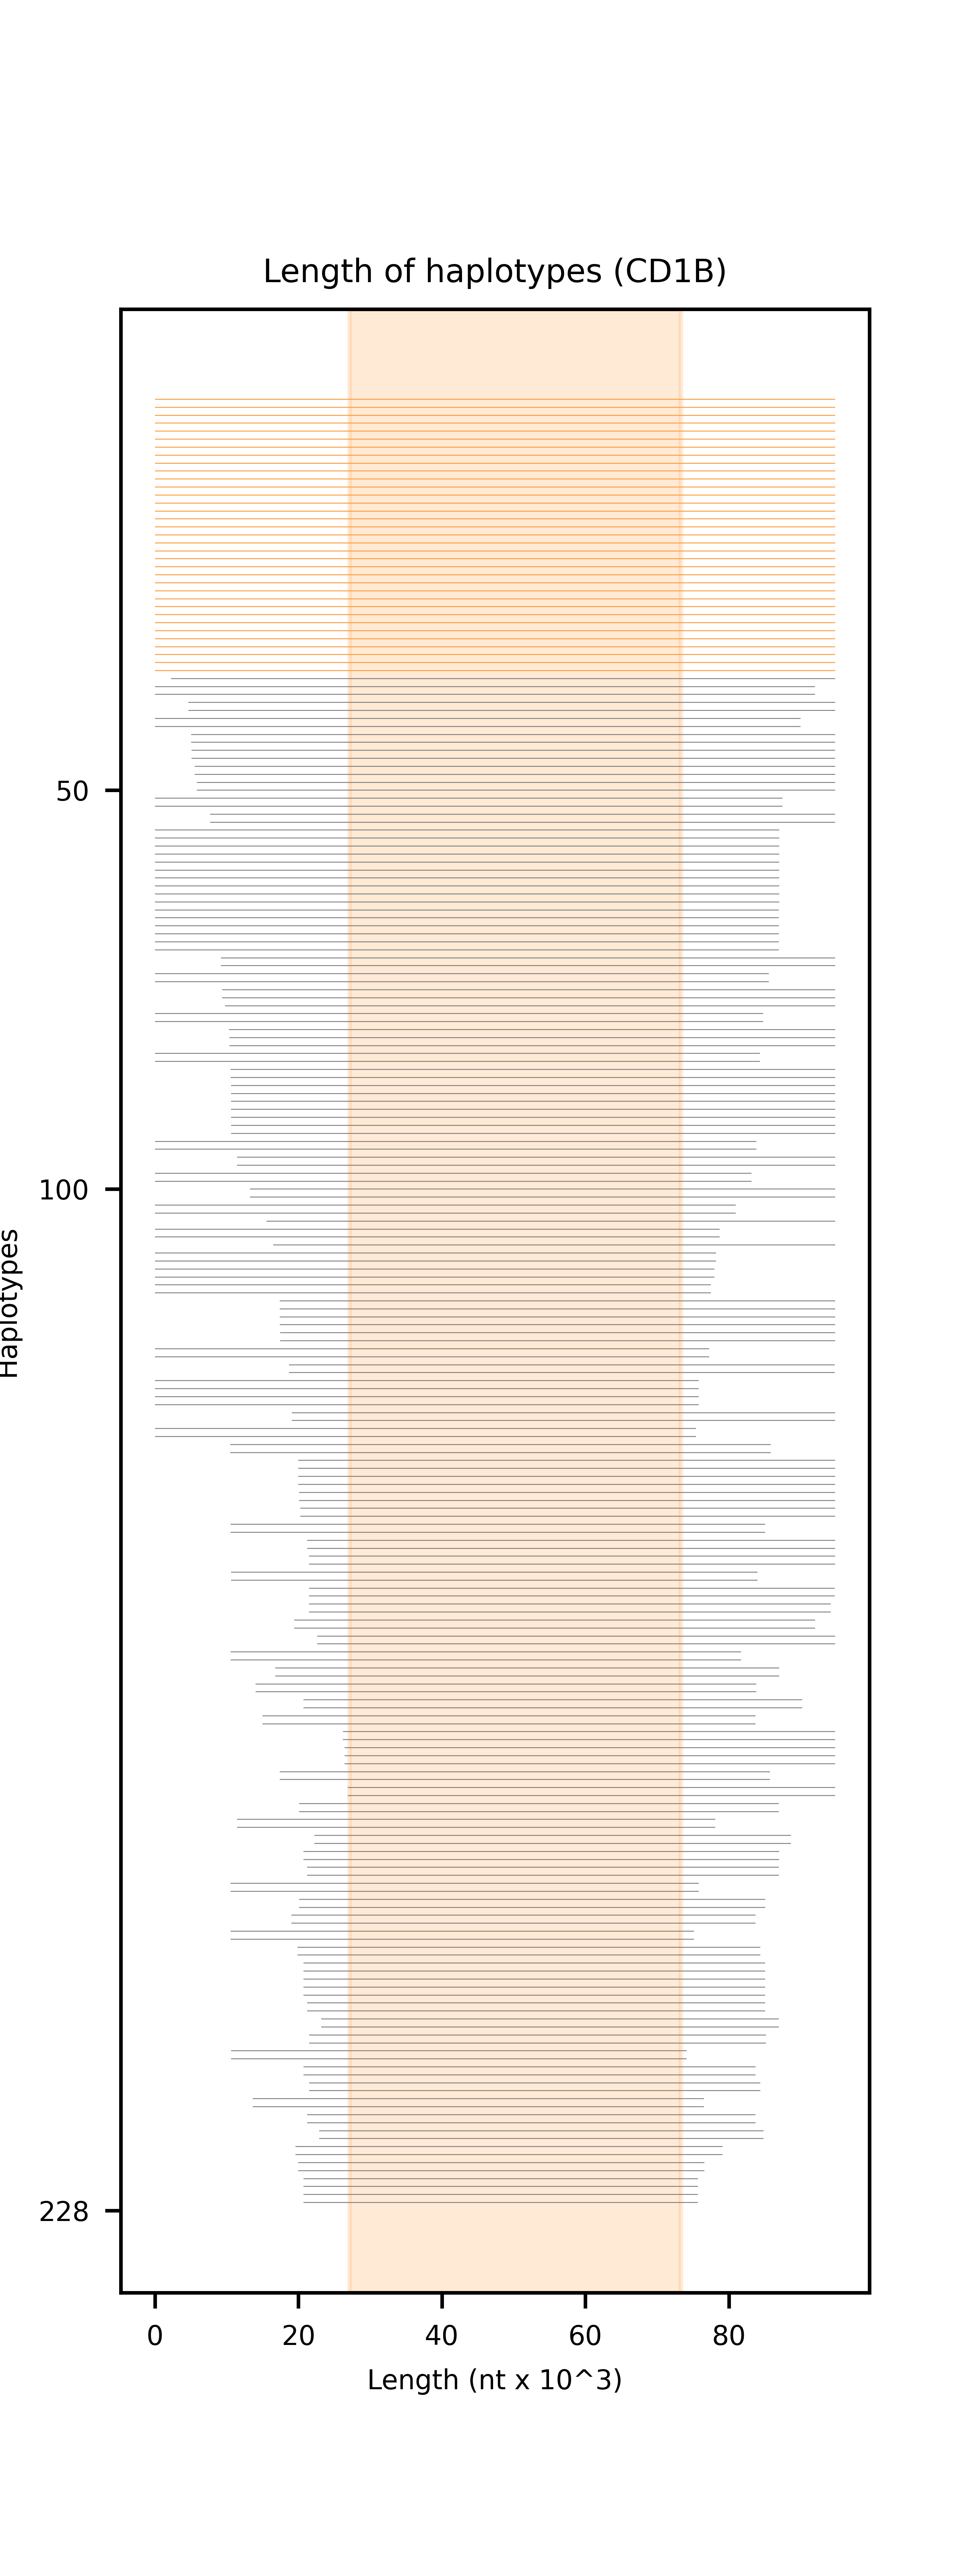 Length of haplotypes (CD1B)
50
100
Haplotypes
228
0 20 40 60 80
Length (nt x 10^3)